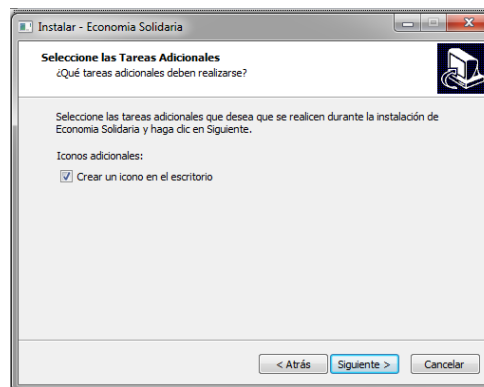 Instalar - Economia Solidaria
Seleccione las Tareas Adicionales
¿Qué tareas adicionales deben realizarse?
Seleccione las tareas adicionales que desea que se realicen durante la instalación de
Economia Solidaria y haga clic en Siguiente.
Iconos adicionales:
Crear un icono en el escritorio
< Atrás
Siguiente >
Cancelar